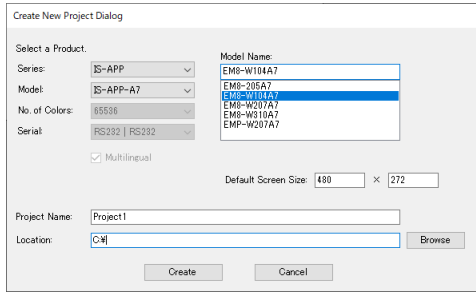 Create New Project Dialog
Select a Product.
Series:
IS-APP
Model:
IS-APP-A7
No. of Colors:
65536
Serial:
RS232 | RS232
Multilingual
Model Name:
EM8-W104A7
EM8-205A7
EM8-W104A7
EM8-W207A7
EM8-W310A7
EMP-W207A7
Default Screen Size:
480
×
272
Project Name:
Project1
Location:
C:¥
Browse
Create
Cancel